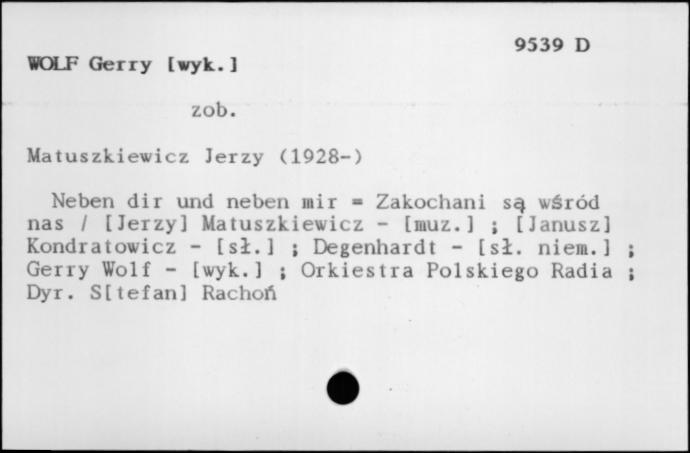 9539 D
WOLF Gerry [wyk.]
zob.
Matuszkiewicz Jerzy (1928-)
Neben dir und neben mir = Zakochani są wśród
nas / [Jerzy] Matuszkiewicz - [muz.] ; [Janusz]
Kondratowicz - [sł.] ; Degenhardt - [sł. niem.] ;
Gerry Wolf - [wyk.] ; Orkiestra Polskiego Radia ;
Dyr. S[tefan] Rachoń